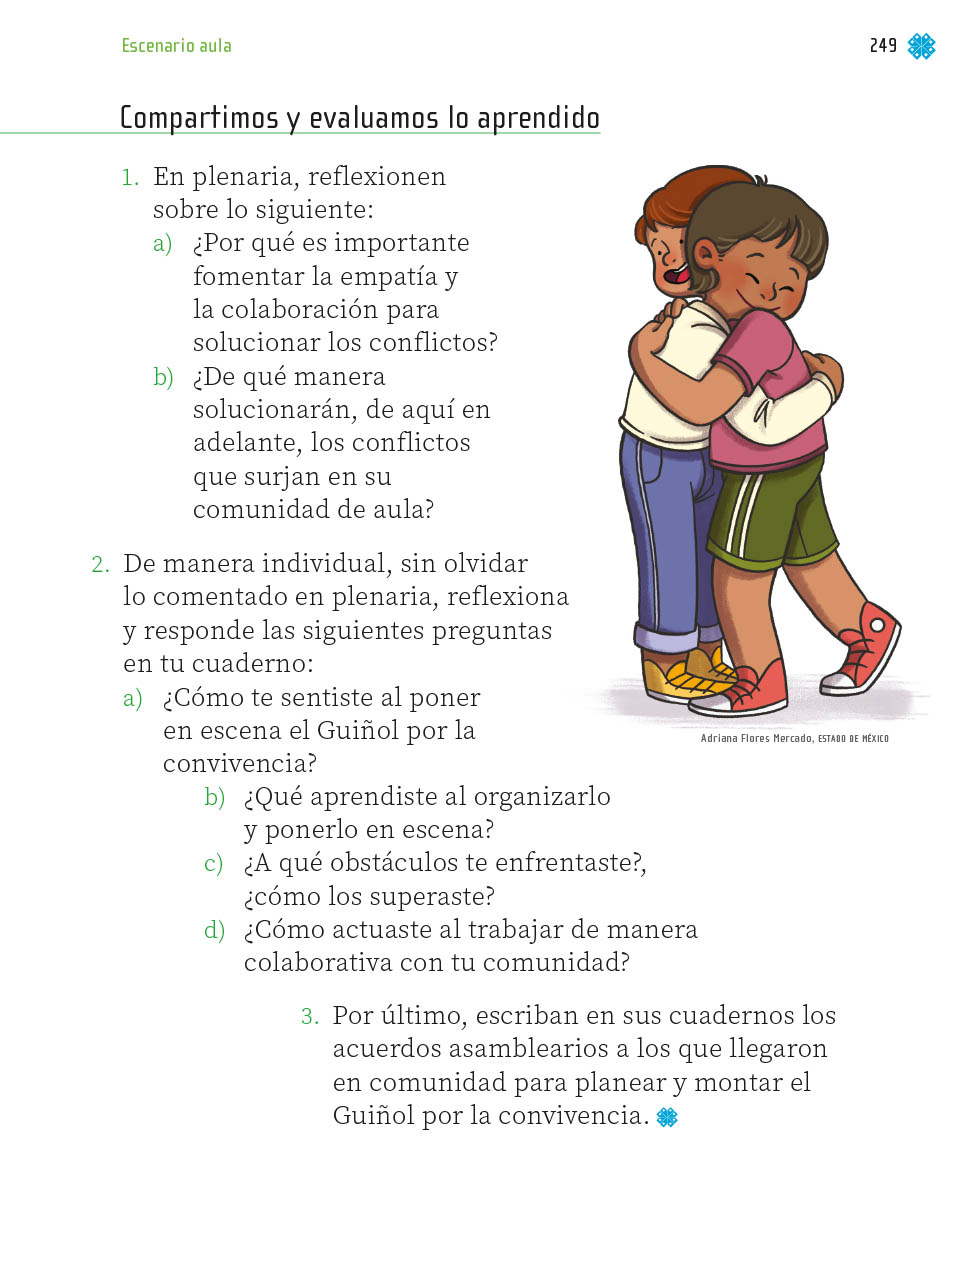 Escenario aula
249
Compartimos y evaluamos lo aprendido
1. En plenaria, reflexionen
sobre lo siguiente:
a) ¿Por qué es importante
fomentar la empatía y
la colaboración para
solucionar los conflictos?
b) ¿De qué manera
solucionarán, de aquí en
adelante, los conflictos
que surjan en su
comunidad de aula?
2. De manera individual, sin olvidar
lo comentado en plenaria, reflexiona
y responde las siguientes preguntas
en tu cuaderno:
a) ¿Cómo te sentiste al poner
en escena el Guiñol por la
convivencia?
Adriana Flores Mercado, ESTADO DE MÉXICO
b) ¿Qué aprendiste al organizarlo
y ponerlo en escena?
c) ¿A qué obstáculos te enfrentaste?,
¿cómo los superaste?
d) ¿Cómo actuaste al trabajar de manera
colaborativa con tu comunidad?
3. Por último, escriban en sus cuadernos los
acuerdos asamblearios a los que llegaron
en comunidad para planear y montar el
Guiñol por la convivencia.